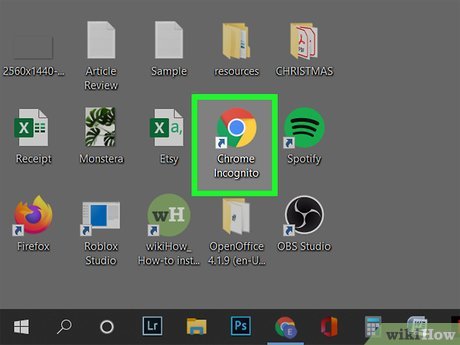 2560x1440-...
Article
Review
Sample
resources
CHRISTMAS
Receipt
Monstera
Etsy
Chrome
Incognito
Spotify
Firefox
Roblox
Studio
wH
wikiHow_
How-to inst...
OpenOffice
4.1.9 (en-U...
OBS Studio
Lr
Ps
E
W
wikiHow